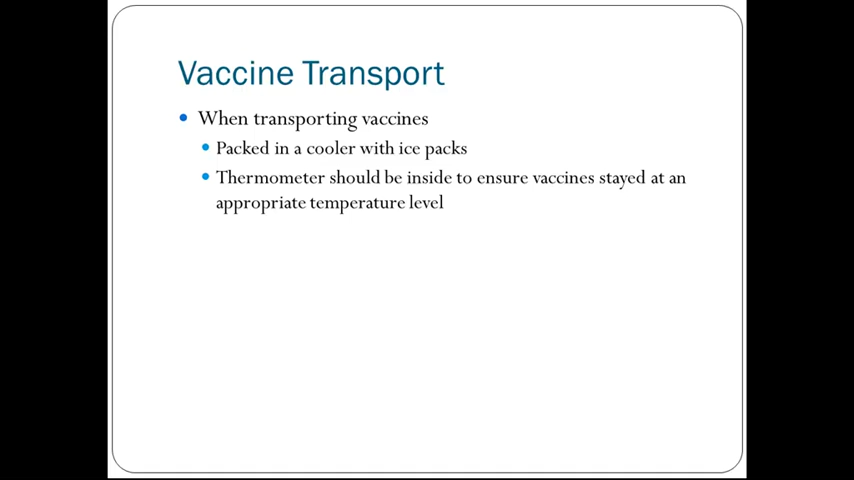 Vaccine Transport
When transporting vaccines
Packed in a cooler with ice packs
Thermometer should be inside to ensure vaccines stayed at an
appropriate temperature level